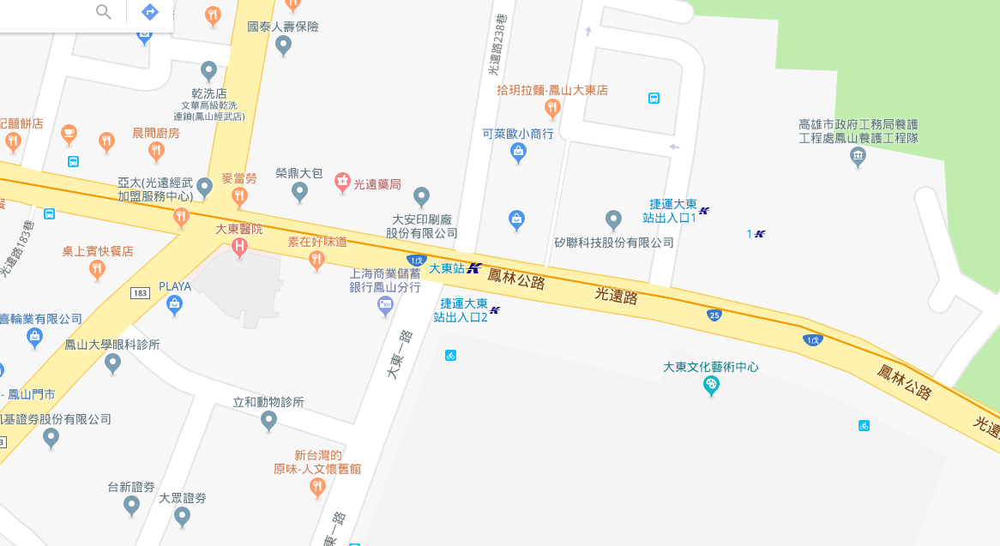 國泰人壽保險
光遠路238巷
乾洗店
文華高級乾洗
連鎖(鳳山經武店)
拾玥拉麵-鳳山大東店
記囍餅店
晨間廚房
可萊歐小商行
高雄市政府工務局養護
工程處鳳山養護工程隊
亞太(光遠經武
加盟服務中心)
麥當勞
榮鼎大包
光遠藥局
捷運大東
站出入口1
1
大安印刷廠
股份有限公司
矽聯科技股份有限公司
光遠路183巷
大東醫院
素在好味道
桌上賓快餐店
1戊
大東站
鳳林公路
光遠路
上海商業儲蓄
銀行鳳山分行
183
PLAYA
捷運大東
站出入口2
25
喜輪業有限公司
1戊
鳳山大學眼科診所
大東一路
大東文化藝術中心
鳳林公路
- 鳳山門市
立和動物診所
凱基證券股份有限公司
光遠
新台灣的
原味-人文懷舊館
台新證券
大眾證券
東一路